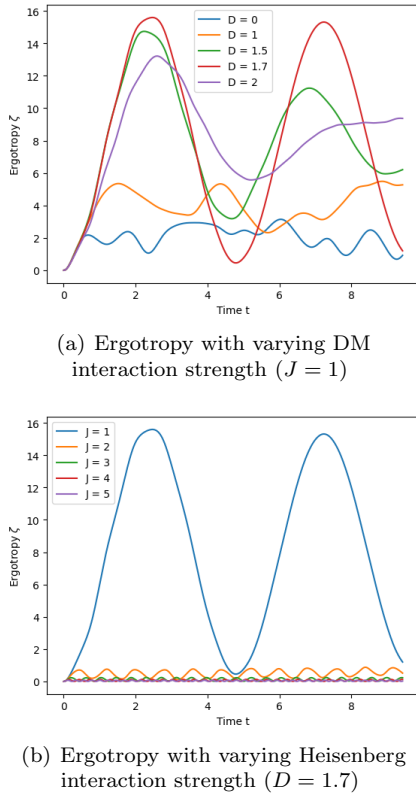 16
14
12
10
8
6
4
2
0
Ergotropy ζ
D = 0
D = 1
D = 1.5
D = 1.7
D = 2
0 2 4 6 8
Time t
(a) Ergotropy with varying DM
interaction strength (J = 1)
16
14
12
10
8
6
4
2
0
Ergotropy ζ
J = 1
J = 2
J = 3
J = 4
J = 5
0 2 4 6 8
Time t
(b) Ergotropy with varying Heisenberg
interaction strength (D = 1.7)